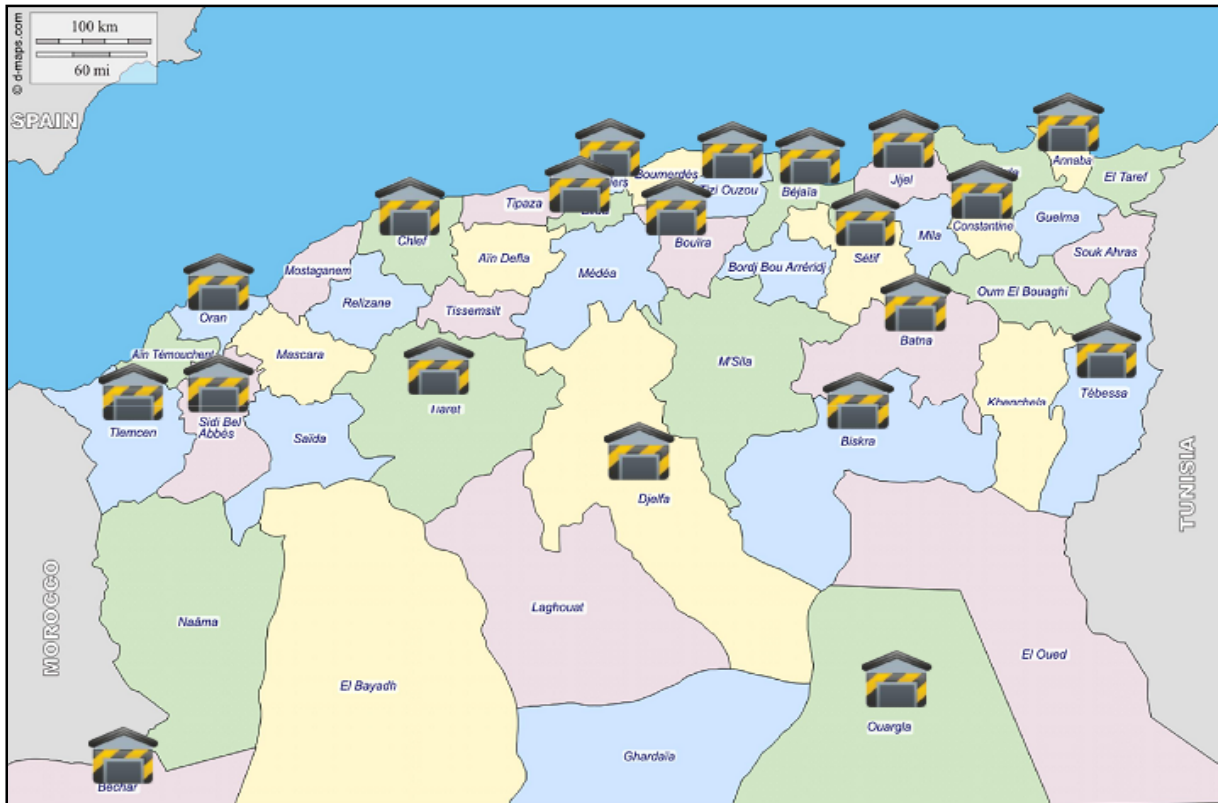 100 km
60 mi
© d-maps.com
SPAIN
Annaba
Boumerdès
El Taref
Tizi Ouzou
Béjaïa
Jijel
Tipaza
Guelma
Constantine
Chlef
Mila
Bouira
Souk Ahras
Aïn Defla
Sétif
Mostaganem
Médéa
Bordj Bou Arréridj
Relizane
Oum El Bouaghi
Tissemsilt
Oran
Batna
Aïn Témouchent
Mascara
M'Sila
Tébessa
Khenchela
Tiaret
Sidi Bel
Abbès
Tlemcen
Saïda
Biskra
TUNISIA
Djelfa
MOROCCO
Laghouat
Naâma
El Oued
El Bayadh
Ouargla
Ghardaïa
Béchar